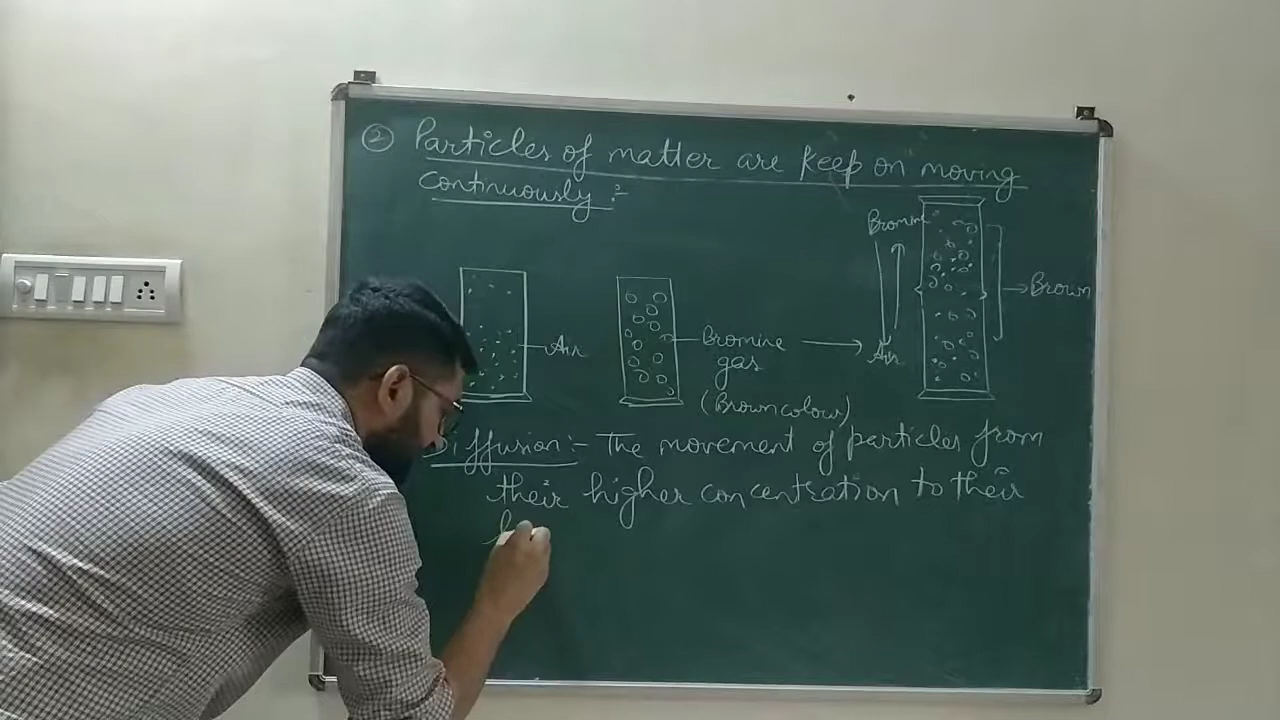 ② Particles of matter are keep on moving
continuously :-
Bromine
Brown
Air
Bromine
gas
Air
(Brown colour)
Diffusion :- The movement of particles from
their higher concentration to their